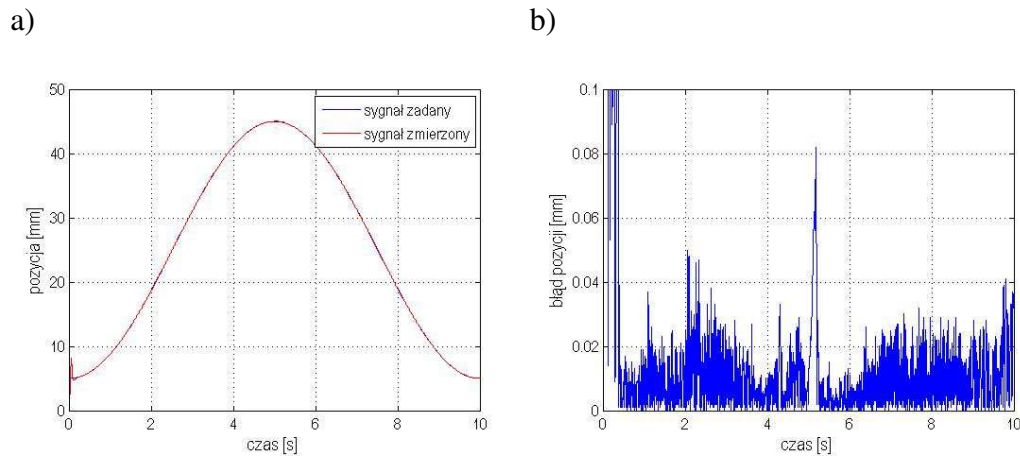 a)
b)
50
40
30
20
10
0
pozycja [mm]
sygnał zadany
sygnał zmierzony
0 2 4 6 8 10
czas [s]
0.1
0.08
0.06
0.04
0.02
0
błąd pozycji [mm]
0 2 4 6 8 10
czas [s]